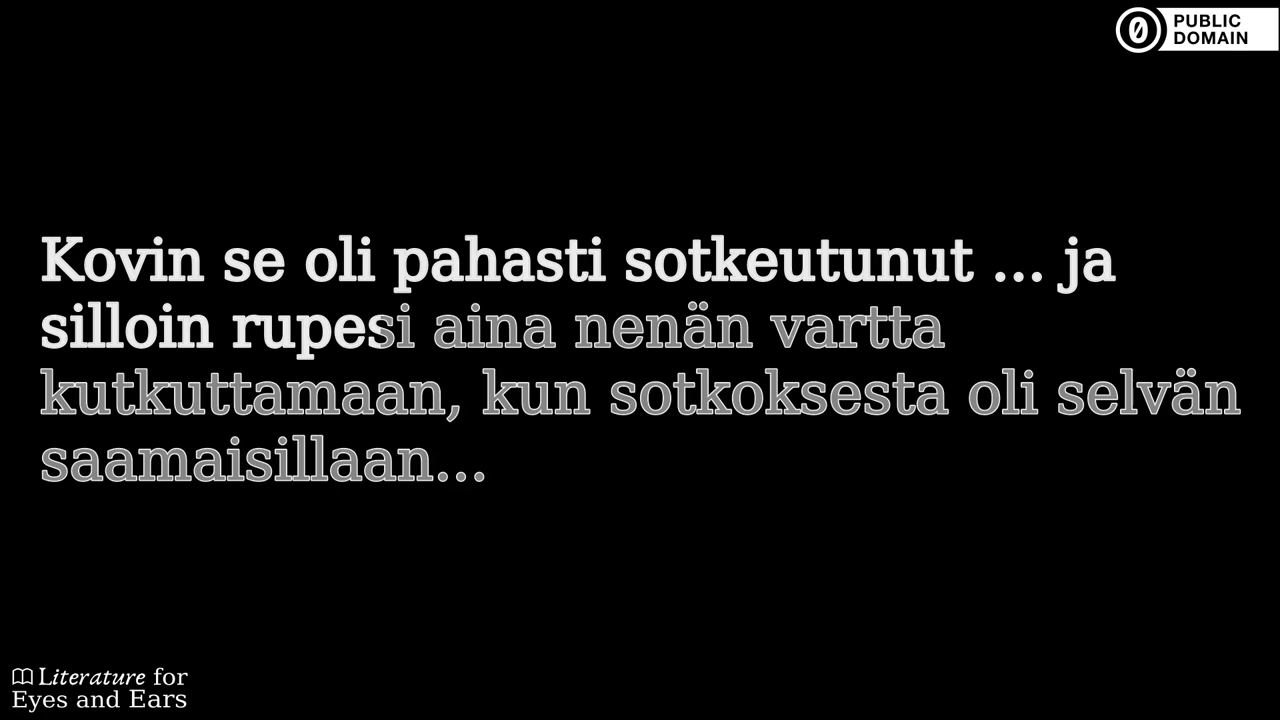 PUBLIC
DOMAIN
Kovin se oli pahasti sotkeutunut ... ja
silloin rupesi aina nenän vartta
kutkuttamaan, kun sotkoksesta oli selvän
saamaisillaan...
Literature for
Eyes and Ears